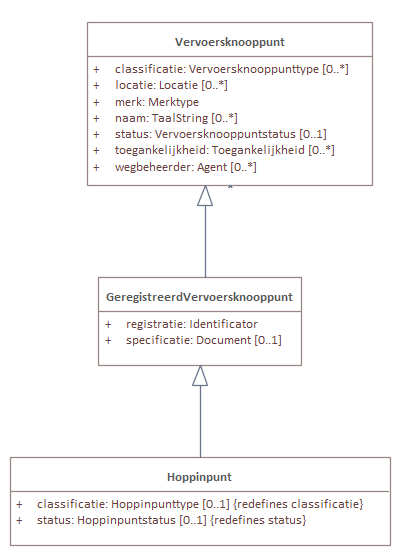 Vervoersknooppunt
+ classificatie: Vervoersknooppunttype [0..*]
+ locatie: Locatie [0..*]
+ merk: Merktype
+ naam: TaalString [0..*]
+ status: Vervoersknooppuntstatus [0..1]
+ toegankelijkheid: Toegankelijkheid [0..*]
+ wegbeheerder: Agent [0..*]
*
GeregistreerdVervoersknooppunt
+ registratie: Identificator
+ specificatie: Document [0..1]
Hoppinpunt
+ classificatie: Hoppinpunttype [0..1] {redefines classificatie}
+ status: Hoppinpuntstatus [0..1] {redefines status}